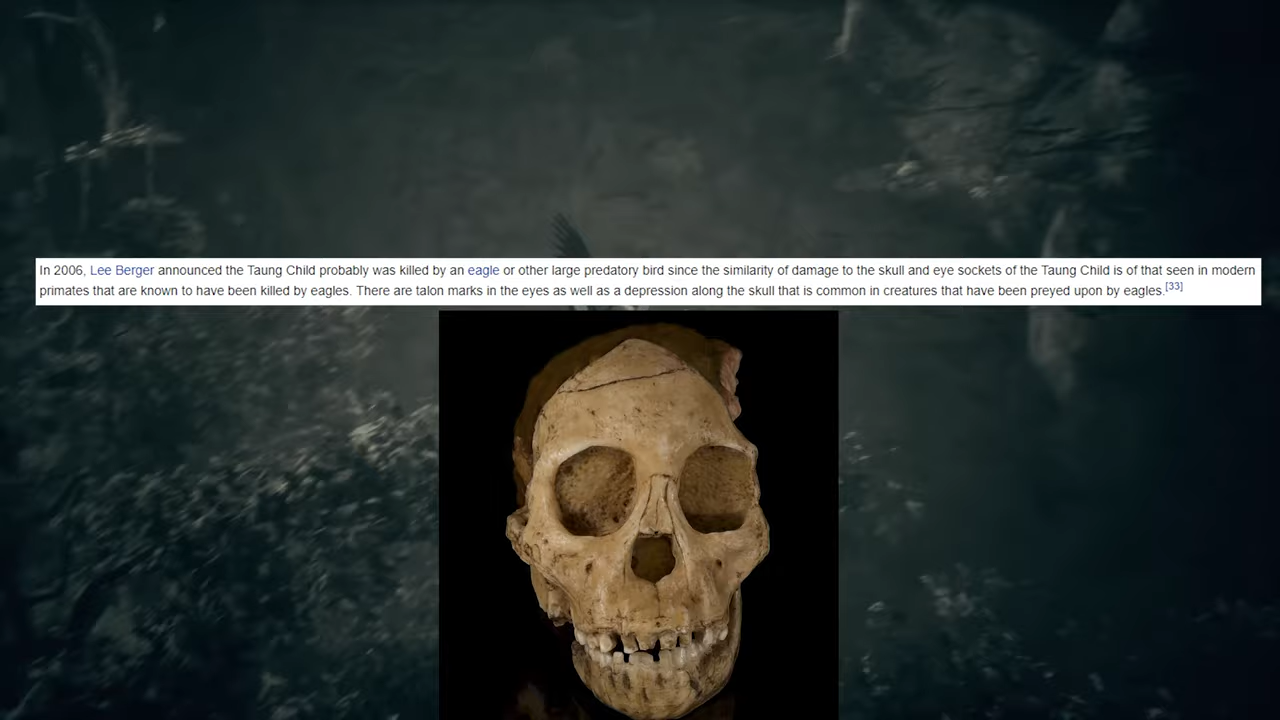 In 2006, Lee Berger announced the Taung Child probably was killed by an eagle or other large predatory bird since the similarity of damage to the skull and eye sockets of the Taung Child is of that seen in modern
primates that are known to have been killed by eagles. There are talon marks in the eyes as well as a depression along the skull that is common in creatures that have been preyed upon by eagles.[33]